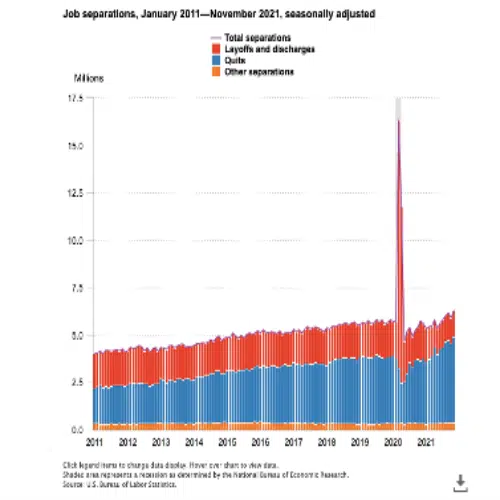 Job separations, January 2011—November 2021, seasonally adjusted
Total separations
Layoffs and discharges
Quits
Other separations
Millions
17.5
15.0
12.5
10.0
7.5
5.0
2.5
0.0
2011 2012 2013 2014 2015 2016 2017 2018 2019 2020 2021
Click legend items to change data display. Hover over chart to view data.
Shaded area represents a recession as determined by the National Bureau of Economic Research.
Source: U.S. Bureau of Labor Statistics.